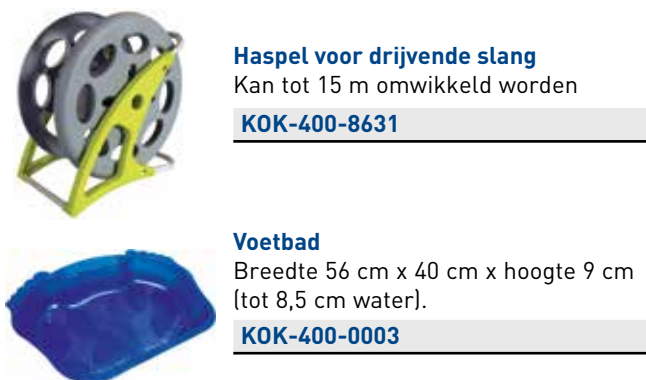 Haspel voor drijvende slang
Kan tot 15 m omwikkeld worden
KOK-400-8631
Voetbad
Breedte 56 cm x 40 cm x hoogte 9 cm
(tot 8,5 cm water).
KOK-400-0003